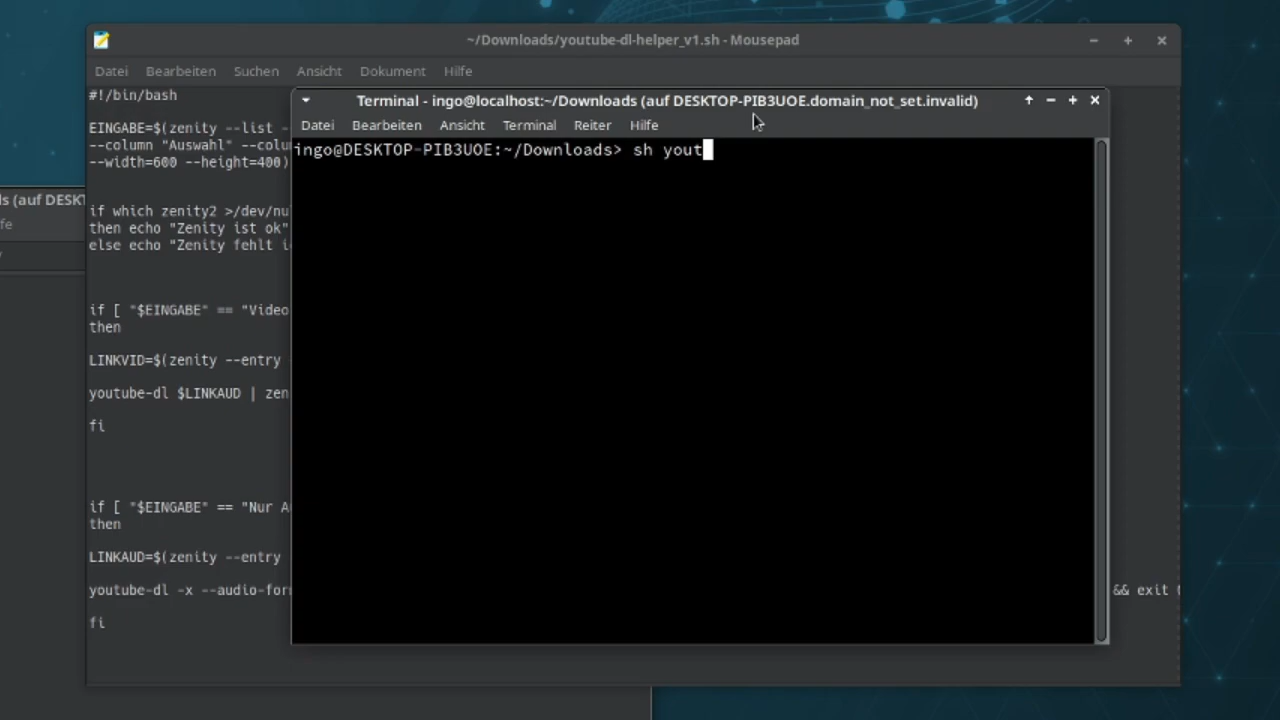 ~/Downloads/youtube-dl-helper_v1.sh - Mousepad
Datei Bearbeiten Suchen Ansicht Dokument Hilfe
#!/bin/bash
EINGABE=$(zenity --list -
--column "Auswahl" --colu
--width=600 --height=400)
if which zenity2 >/dev/nu
then echo "Zenity ist ok"
else echo "Zenity fehlt i
if [ "$EINGABE" == "Video
then
LINKVID=$(zenity --entry
youtube-dl $LINKAUD | zen
fi
if [ "$EINGABE" == "Nur A
then
LINKAUD=$(zenity --entry
youtube-dl -x --audio-for
&& exit
fi
Terminal - ingo@localhost:~/Downloads (auf DESKTOP-PIB3UOE.domain_not_set.invalid)
Datei Bearbeiten Ansicht Terminal Reiter Hilfe
ingo@DESKTOP-PIB3UOE:~/Downloads> sh yout
ds (auf DESKT
fe